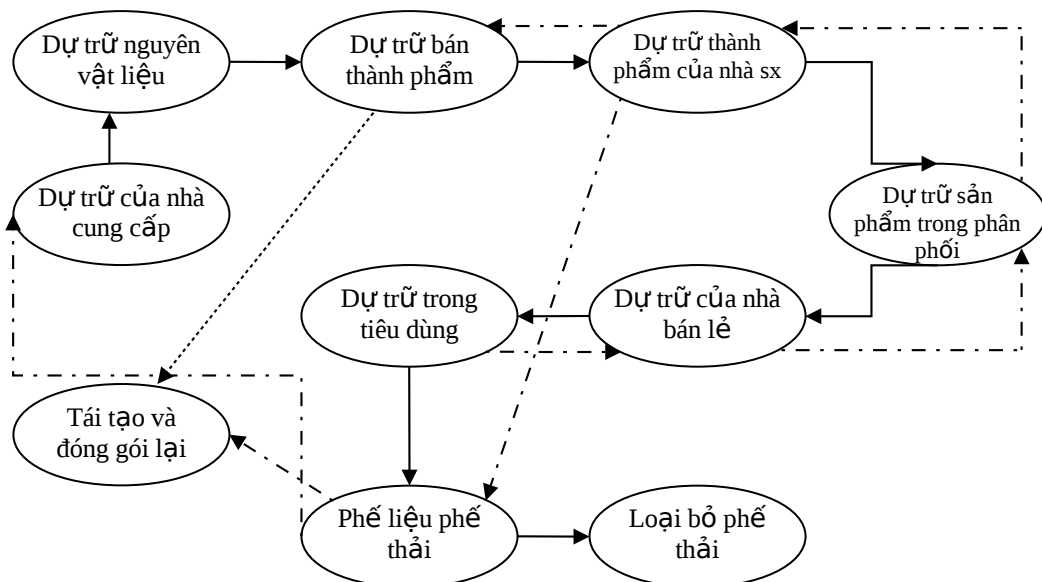 Dự trữ nguyên
vật liệu
Dự trữ bán
thành phẩm
Dự trữ thành
phẩm của nhà sx
Dự trữ của nhà
cung cấp
Dự trữ sản
phẩm trong phân
phối
Dự trữ trong
tiêu dùng
Dự trữ của nhà
bán lẻ
Tái tạo và
đóng gói lại
Phế liệu phế
thải
Loại bỏ phế
thải